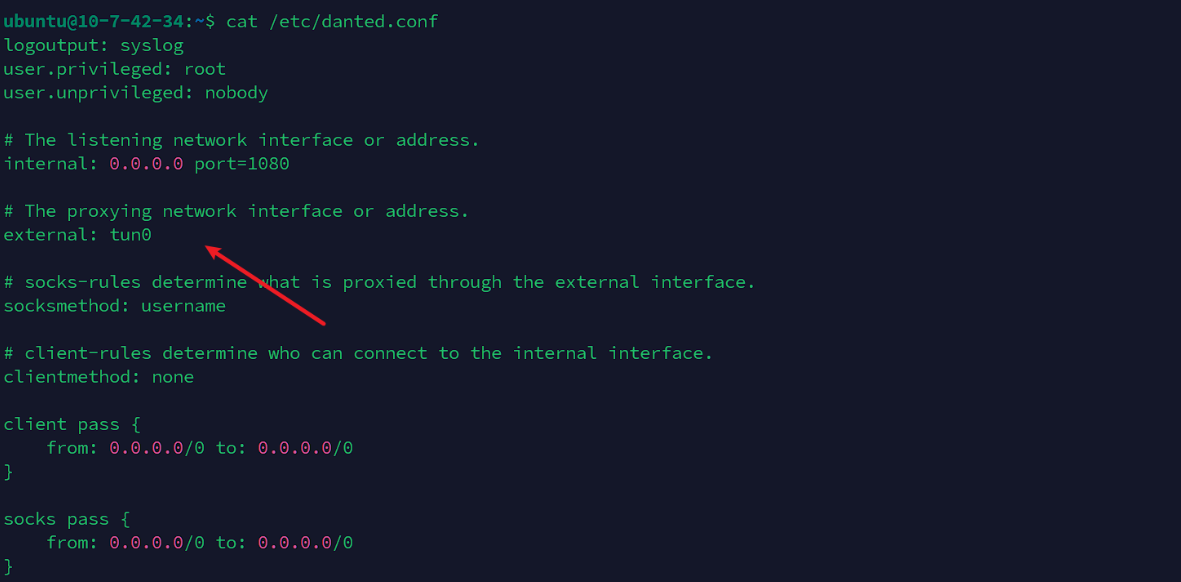 ubuntu@10-7-42-34:~$ cat /etc/danted.conf
logoutput: syslog
user.privileged: root
user.unprivileged: nobody
# The listening network interface or address.
internal: 0.0.0.0 port=1080
# The proxying network interface or address.
external: tun0
# socks-rules determine what is proxied through the external interface.
socksmethod: username
# client-rules determine who can connect to the internal interface.
clientmethod: none
client pass {
    from: 0.0.0.0/0 to: 0.0.0.0/0
}
socks pass {
    from: 0.0.0.0/0 to: 0.0.0.0/0
}